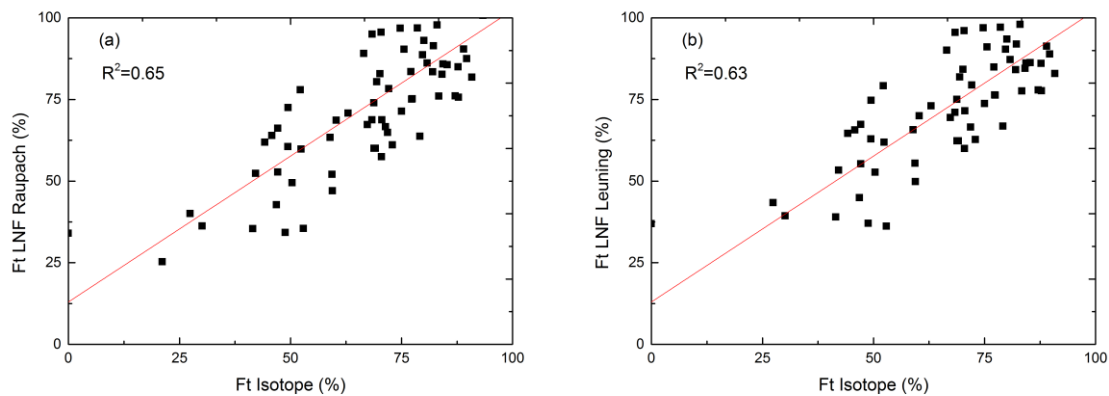 (a)
R²=0.65
Ft LNF Raupach (%)
100
75
50
25
0
0 25 50 75 100
Ft Isotope (%)
(b)
R²=0.63
Ft LNF Leuning (%)
100
75
50
25
0
0 25 50 75 100
Ft Isotope (%)